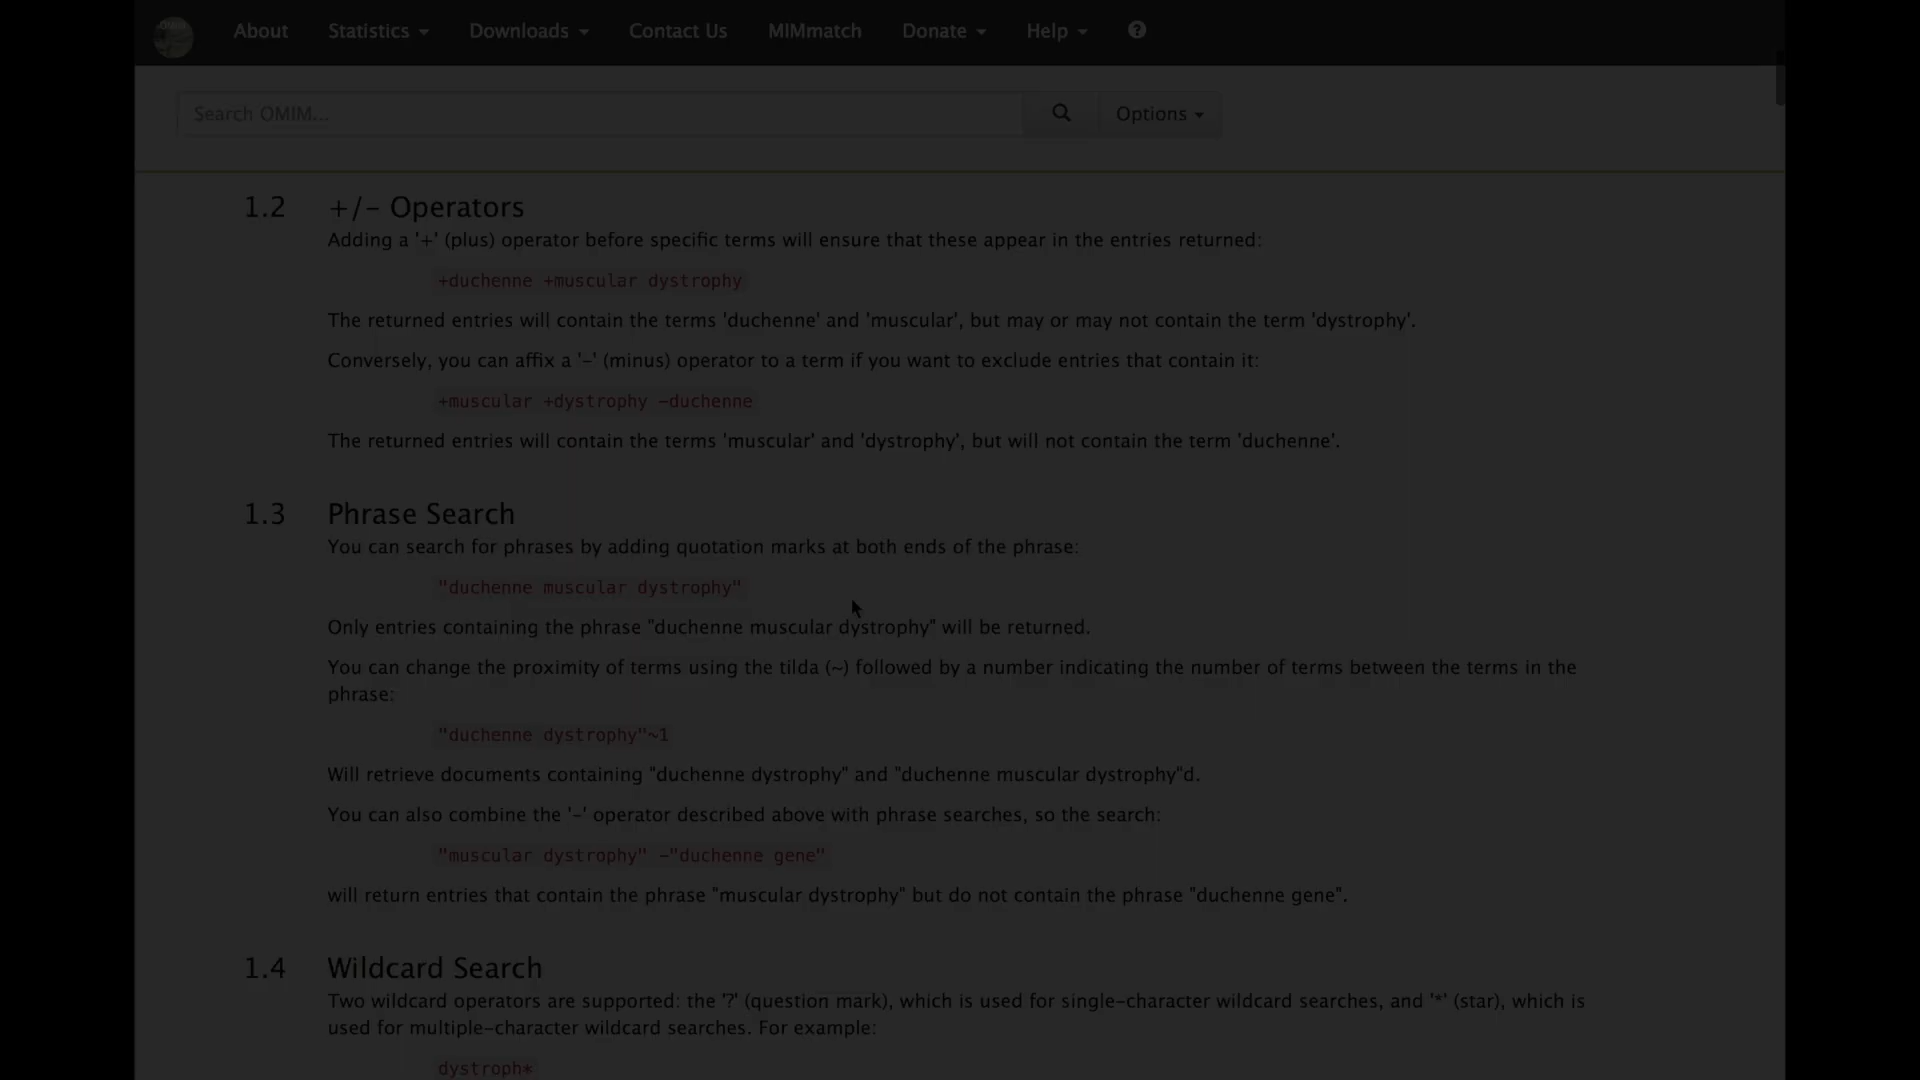 About Statistics Downloads Contact Us MIMmatch Donate Help ?
Search OMIM... Options
1.2 +/- Operators
Adding a '+' (plus) operator before specific terms will ensure that these appear in the entries returned:
+duchenne +muscular dystrophy
The returned entries will contain the terms 'duchenne' and 'muscular', but may or may not contain the term 'dystrophy'.
Conversely, you can affix a '-' (minus) operator to a term if you want to exclude entries that contain it:
+muscular +dystrophy -duchenne
The returned entries will contain the terms 'muscular' and 'dystrophy', but will not contain the term 'duchenne'.
1.3 Phrase Search
You can search for phrases by adding quotation marks at both ends of the phrase:
"duchenne muscular dystrophy"
Only entries containing the phrase "duchenne muscular dystrophy" will be returned.
You can change the proximity of terms using the tilda (~) followed by a number indicating the number of terms between the terms in the
phrase:
"duchenne dystrophy"~1
Will retrieve documents containing "duchenne dystrophy" and "duchenne muscular dystrophy"d.
You can also combine the '-' operator described above with phrase searches, so the search:
"muscular dystrophy" -"duchenne gene"
will return entries that contain the phrase "muscular dystrophy" but do not contain the phrase "duchenne gene".
1.4 Wildcard Search
Two wildcard operators are supported: the '?' (question mark), which is used for single-character wildcard searches, and '*' (star), which is
used for multiple-character wildcard searches. For example:
dystroph*